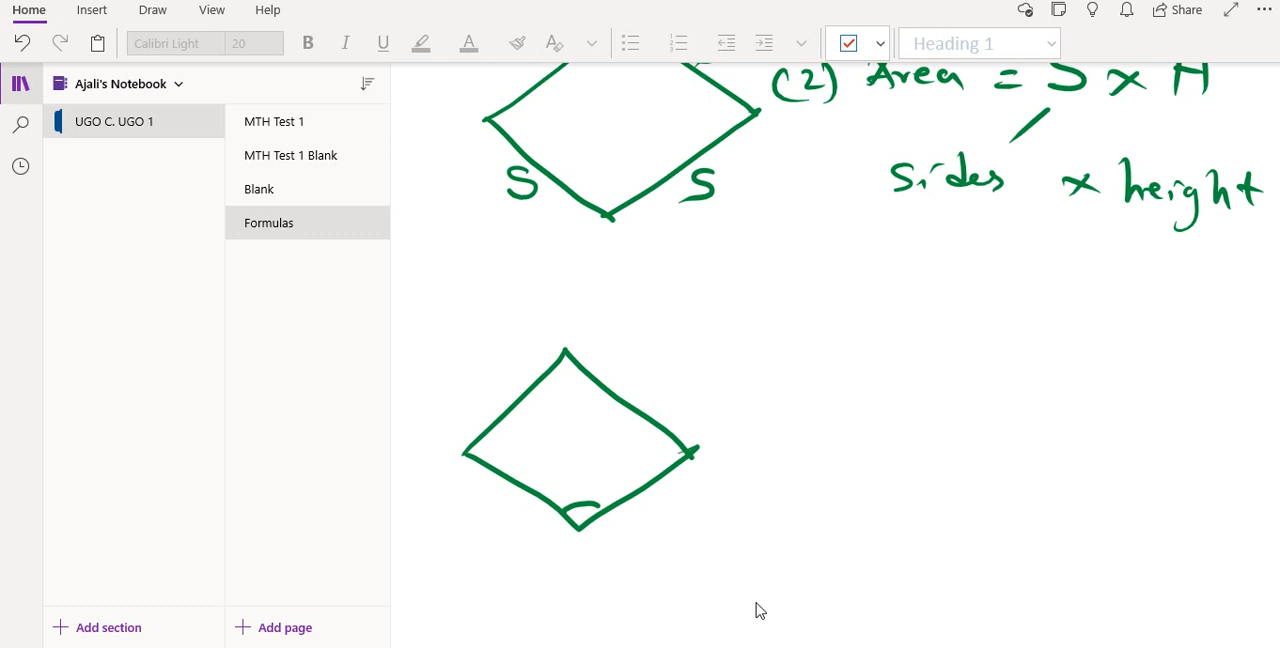 Home Insert Draw View Help
Share
Calibri Light 20 B I U A A Heading 1
Ajali's Notebook
UGO C. UGO 1
MTH Test 1
MTH Test 1 Blank
Blank
Formulas
(2) Area = S x H
Sides x height
S S
Add section
Add page